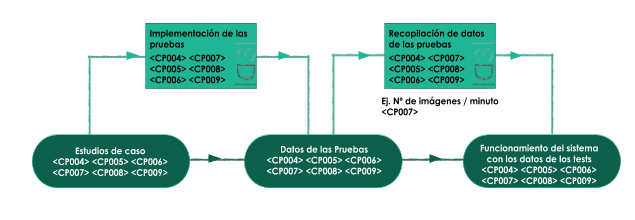 Implementación de las
pruebas
<CP004> <CP007>
<CP005> <CP008>
<CP006> <CP009>
Recopilación de datos
de las pruebas
<CP004> <CP007>
<CP005> <CP008>
<CP006> <CP009>
Ej. Nº de imágenes / minuto
<CP007>
Estudios de caso
<CP004> <CP005> <CP006>
<CP007> <CP008> <CP009>
Datos de las Pruebas
<CP004> <CP005> <CP006>
<CP007> <CP008> <CP009>
Funcionamiento del sistema
con los datos de los tests
<CP004> <CP005> <CP006>
<CP007> <CP008> <CP009>